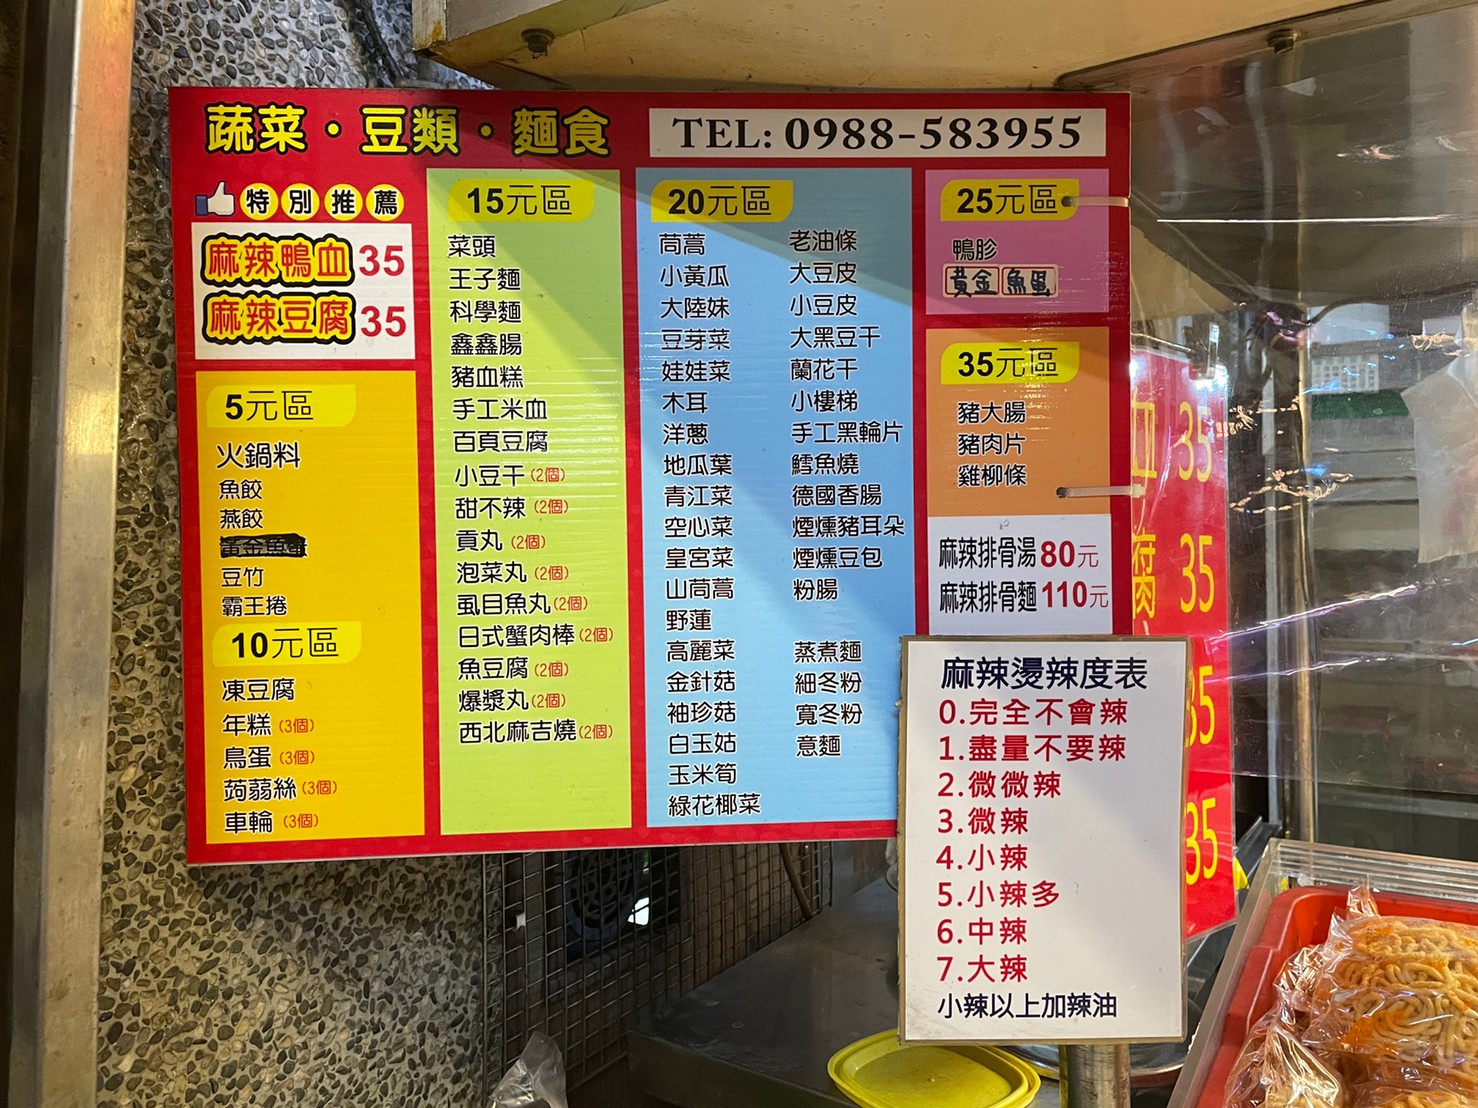 蔬菜・豆類・麵食
TEL: 0988-583955
特別推薦
麻辣鴨血 35
麻辣豆腐 35
5元區
火鍋料
魚餃
燕餃
豆竹
霸王捲
10元區
凍豆腐
年糕 (3個)
鳥蛋 (3個)
蒟蒻絲 (3個)
車輪 (3個)
15元區
菜頭
王子麵
科學麵
鑫鑫腸
豬血糕
手工米血
百頁豆腐
小豆干 (2個)
甜不辣 (2個)
貢丸 (2個)
泡菜丸 (2個)
虱目魚丸 (2個)
日式蟹肉棒 (2個)
魚豆腐 (2個)
爆漿丸 (2個)
西北麻吉燒 (2個)
20元區
茼蒿
小黃瓜
大陸妹
豆芽菜
娃娃菜
木耳
洋蔥
地瓜葉
青江菜
空心菜
皇宮菜
山茼蒿
野蓮
高麗菜
金針菇
袖珍菇
白玉姑
玉米筍
綠花椰菜
老油條
大豆皮
小豆皮
大黑豆干
蘭花干
小樓梯
手工黑輪片
鱈魚燒
德國香腸
煙燻豬耳朵
煙燻豆包
粉腸
蒸煮麵
細冬粉
寬冬粉
意麵
25元區
鴨胗
黃金魚蛋
35元區
豬大腸
豬肉片
雞柳條
麻辣排骨湯 80元
麻辣排骨麵 110元
麻辣燙辣度表
0.完全不會辣
1.盡量不要辣
2.微微辣
3.微辣
4.小辣
5.小辣多
6.中辣
7.大辣
小辣以上加辣油
血 35
腐 35
35
35